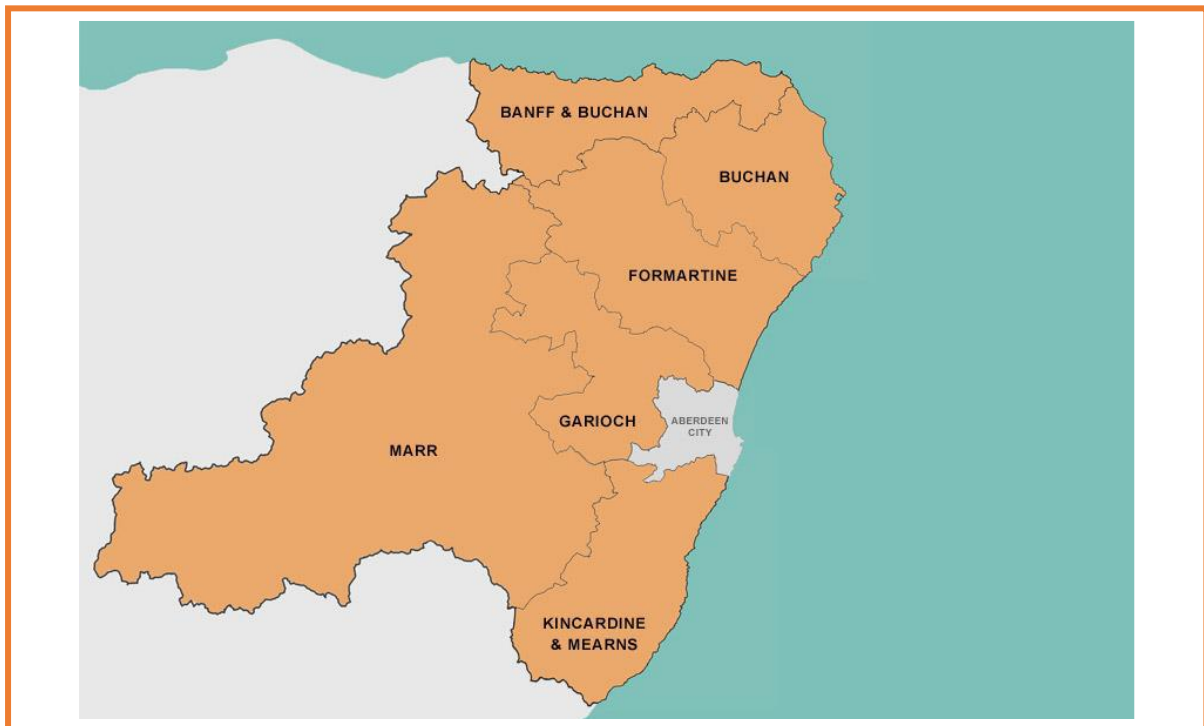 BANFF & BUCHAN
BUCHAN
FORMARTINE
GARIOCH
ABERDEEN
CITY
MARR
KINCARDINE
& MEARNS